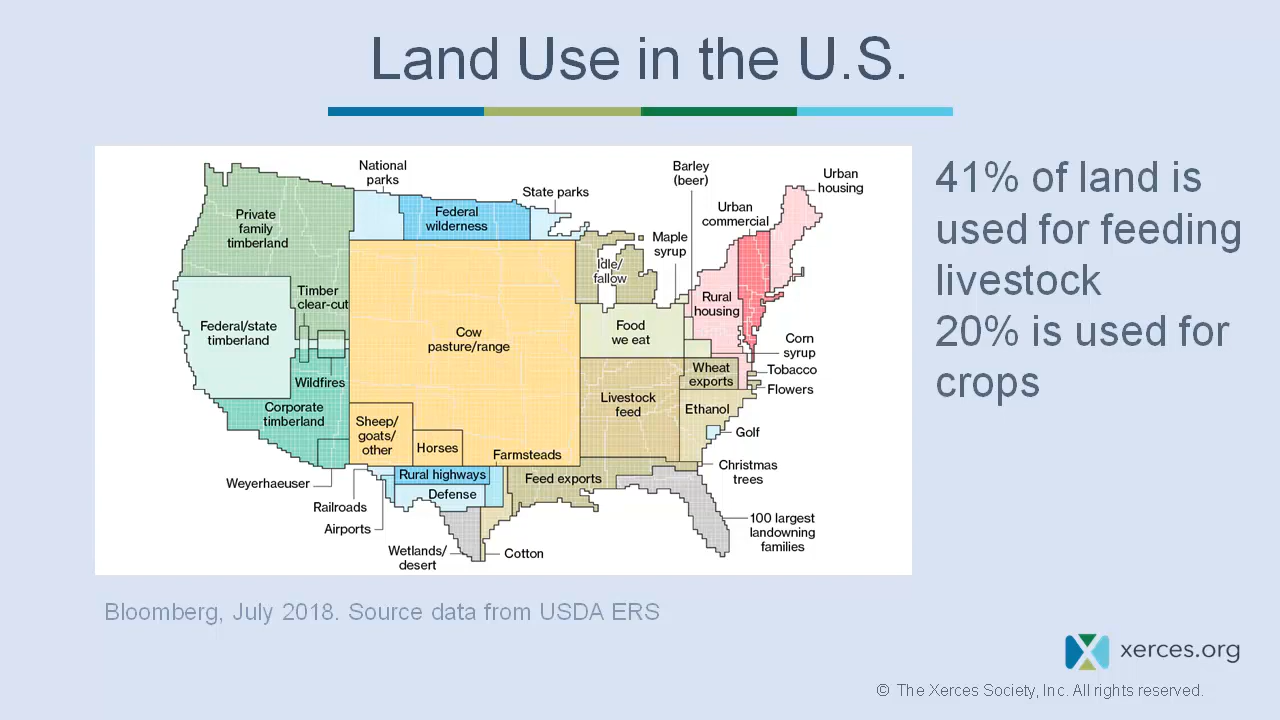 Land Use in the U.S.
41% of land is
used for feeding
livestock
20% is used for
crops
National
parks
Federal
wilderness
State parks
Barley
(beer)
Urban
housing
Urban
commercial
Maple
syrup
Private
family
timberland
Idle/
fallow
Timber
clear-cut
Rural
housing
Federal/state
timberland
Cow
pasture/range
Food
we eat
Corn
syrup
Tobacco
Wildfires
Wheat
exports
Flowers
Livestock
feed
Ethanol
Corporate
timberland
Sheep/
goats/
other
Horses
Golf
Farmsteads
Christmas
trees
Rural highways
Feed exports
Weyerhaeuser
Defense
Railroads
Airports
100 largest
landowning
families
Wetlands/
desert
Cotton
Bloomberg, July 2018. Source data from USDA ERS
xerces.org
© The Xerces Society, Inc. All rights reserved.